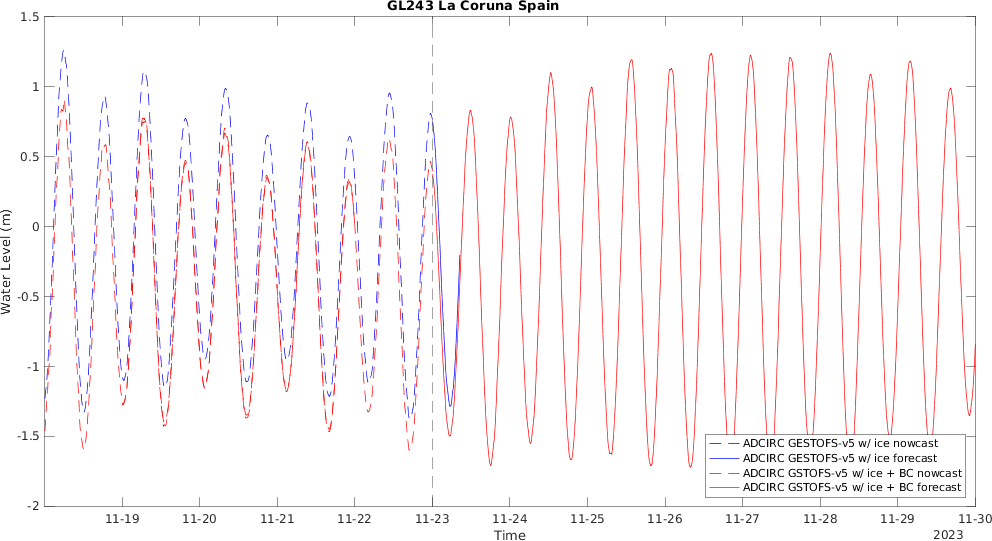 GL243 La Coruna Spain
Water Level (m)
1.5
1
0.5
0
-0.5
-1
-1.5
-2
ADCIRC GESTOFS-v5 w/ ice nowcast
ADCIRC GESTOFS-v5 w/ ice forecast
ADCIRC GSTOFS-v5 w/ ice + BC nowcast
ADCIRC GSTOFS-v5 w/ ice + BC forecast
11-19 11-20 11-21 11-22 11-23 11-24 11-25 11-26 11-27 11-28 11-29 11-30
Time
2023